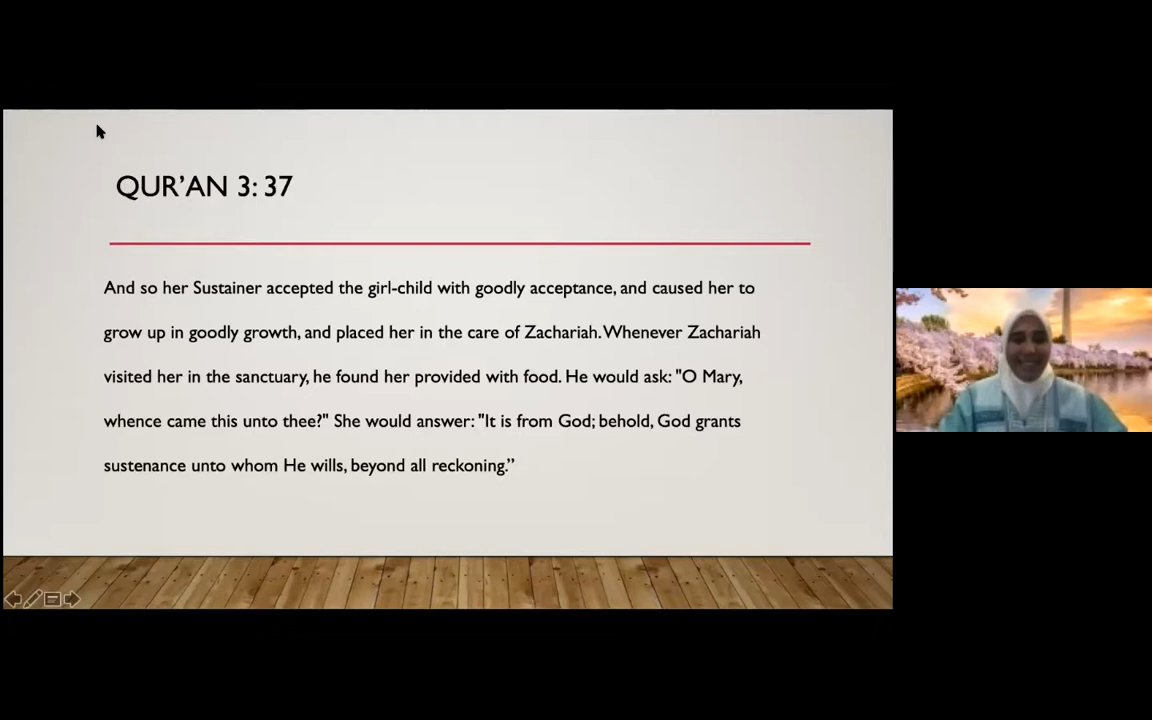 QUR’AN 3: 37
And so her Sustainer accepted the girl-child with goodly acceptance, and caused her to
grow up in goodly growth, and placed her in the care of Zachariah. Whenever Zachariah
visited her in the sanctuary, he found her provided with food. He would ask: "O Mary,
whence came this unto thee?" She would answer: "It is from God; behold, God grants
sustenance unto whom He wills, beyond all reckoning.”